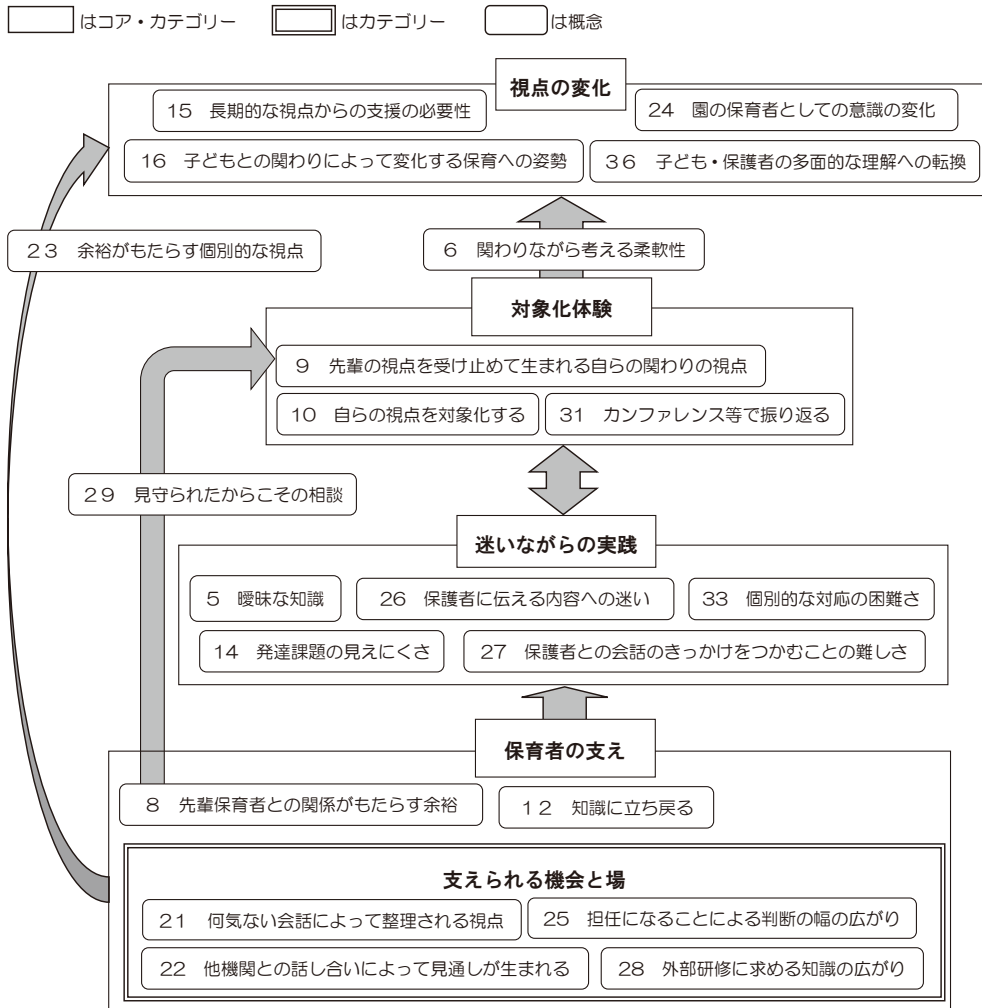 はコア・カテゴリー　はカテゴリー　は概念
視点の変化
15　長期的な視点からの支援の必要性
24　園の保育者としての意識の変化
16　子どもとの関わりによって変化する保育への姿勢
36　子ども・保護者の多面的な理解への転換
23　余裕がもたらす個別的な視点
6　関わりながら考える柔軟性
対象化体験
9　先輩の視点を受け止めて生まれる自らの関わりの視点
10　自らの視点を対象化する
31　カンファレンス等で振り返る
29　見守られたからこその相談
迷いながらの実践
5　曖昧な知識
26　保護者に伝える内容への迷い
33　個別的な対応の困難さ
14　発達課題の見えにくさ
27　保護者との会話のきっかけをつかむことの難しさ
保育者の支え
8　先輩保育者との関係がもたらす余裕
12　知識に立ち戻る
支えられる機会と場
21　何気ない会話によって整理される視点
25　担任になることによる判断の幅の広がり
22　他機関との話し合いによって見通しが生まれる
28　外部研修に求める知識の広がり